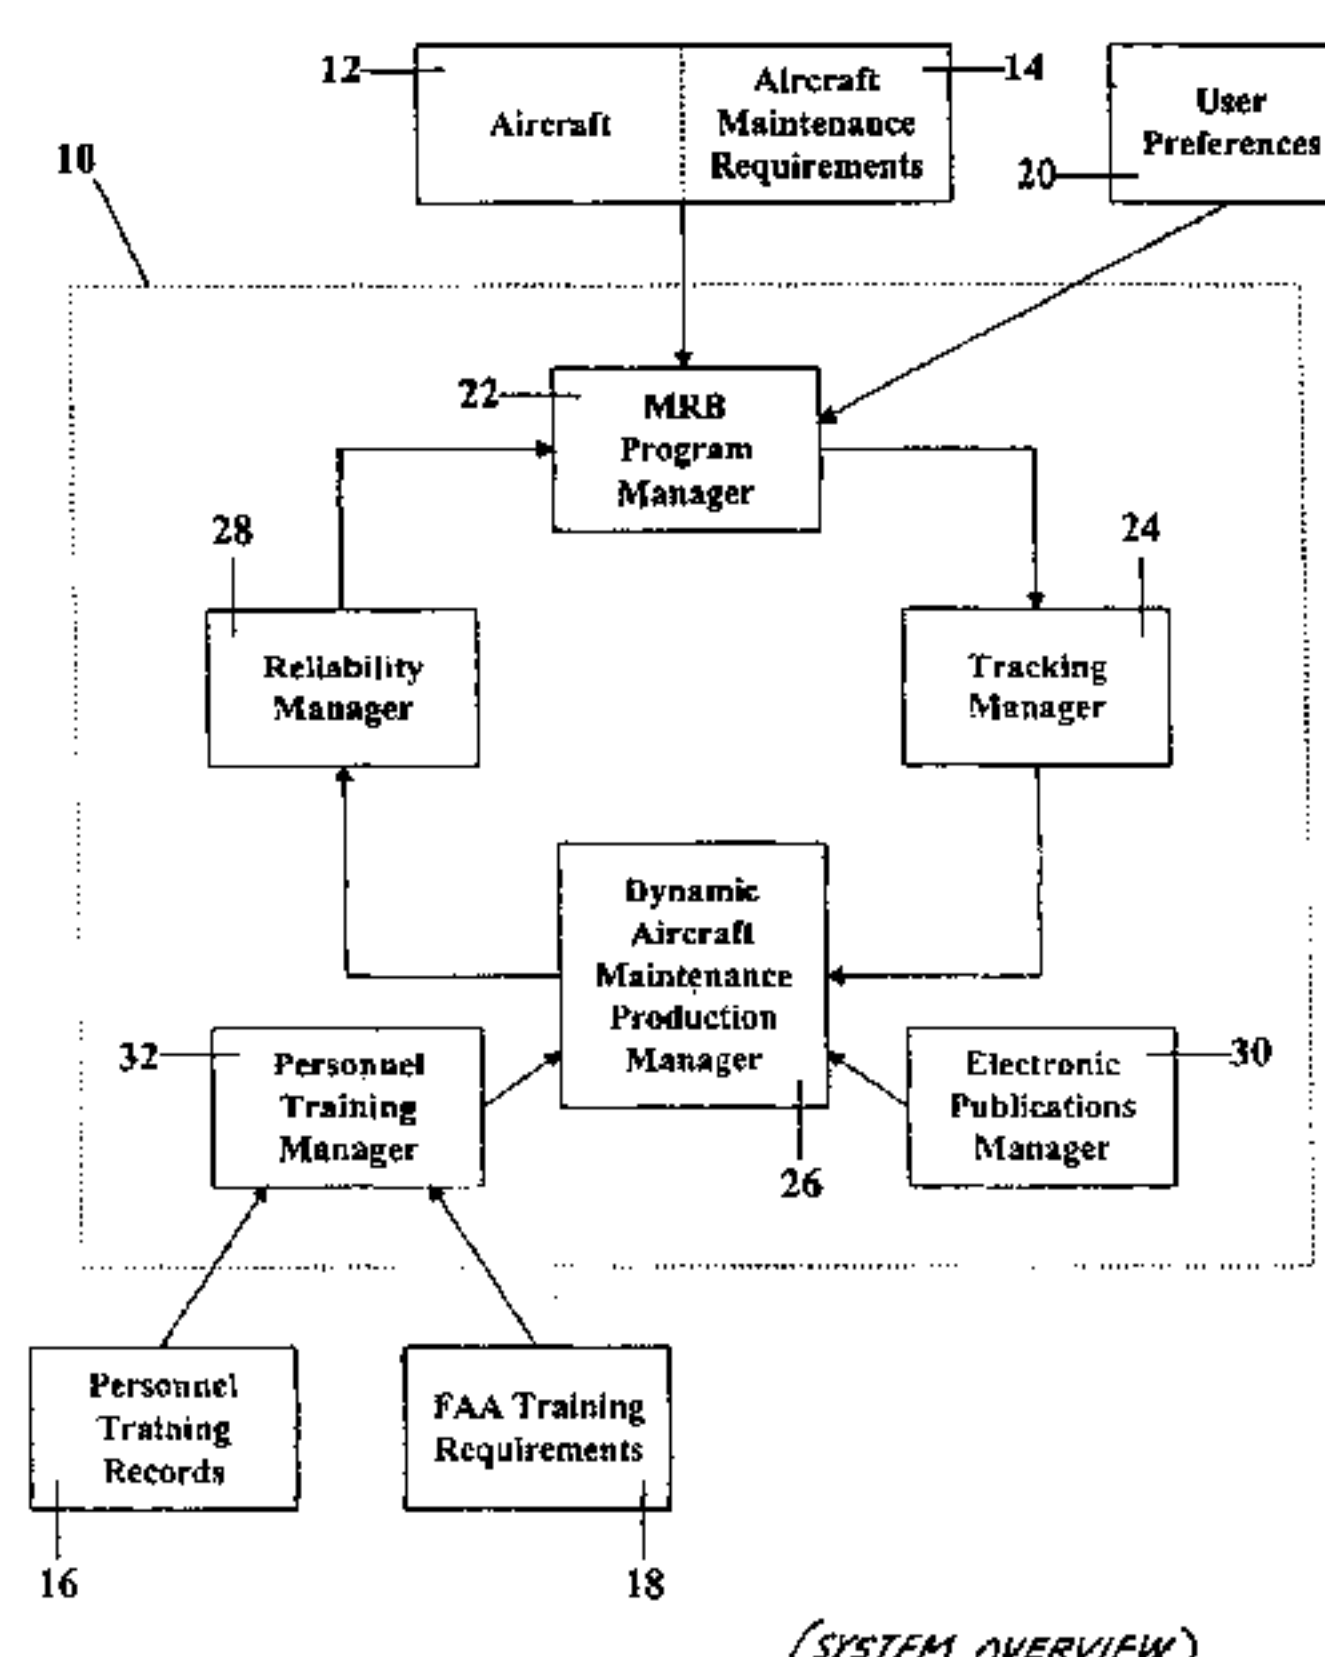 12
Aircraft
Aircraft
Maintenance
Requirements
14
User
Preferences
20
10
22
MRB
Program
Manager
28
24
Reliability
Manager
Tracking
Manager
Dynamic
Aircraft
Maintenance
Production
Manager
32
Personnel
Training
Manager
Electronic
Publications
Manager
30
26
Personnel
Training
Records
FAA Training
Requirements
16
18
(SYSTEM OVERVIEW)